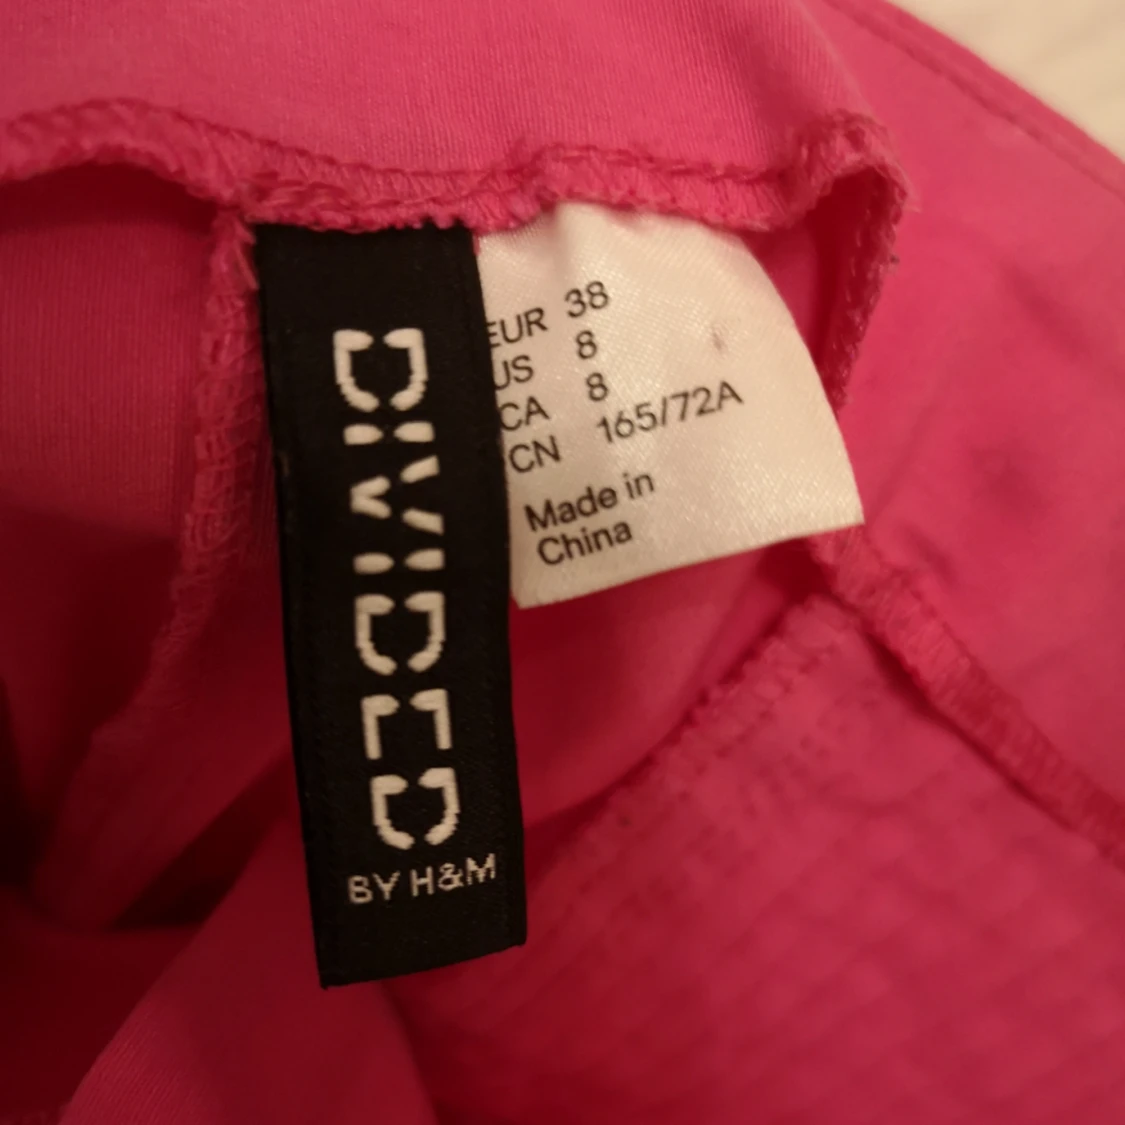 DIVIDED
BY H&M
EUR 38
US 8
CA 8
CN 165/72A
Made in
China